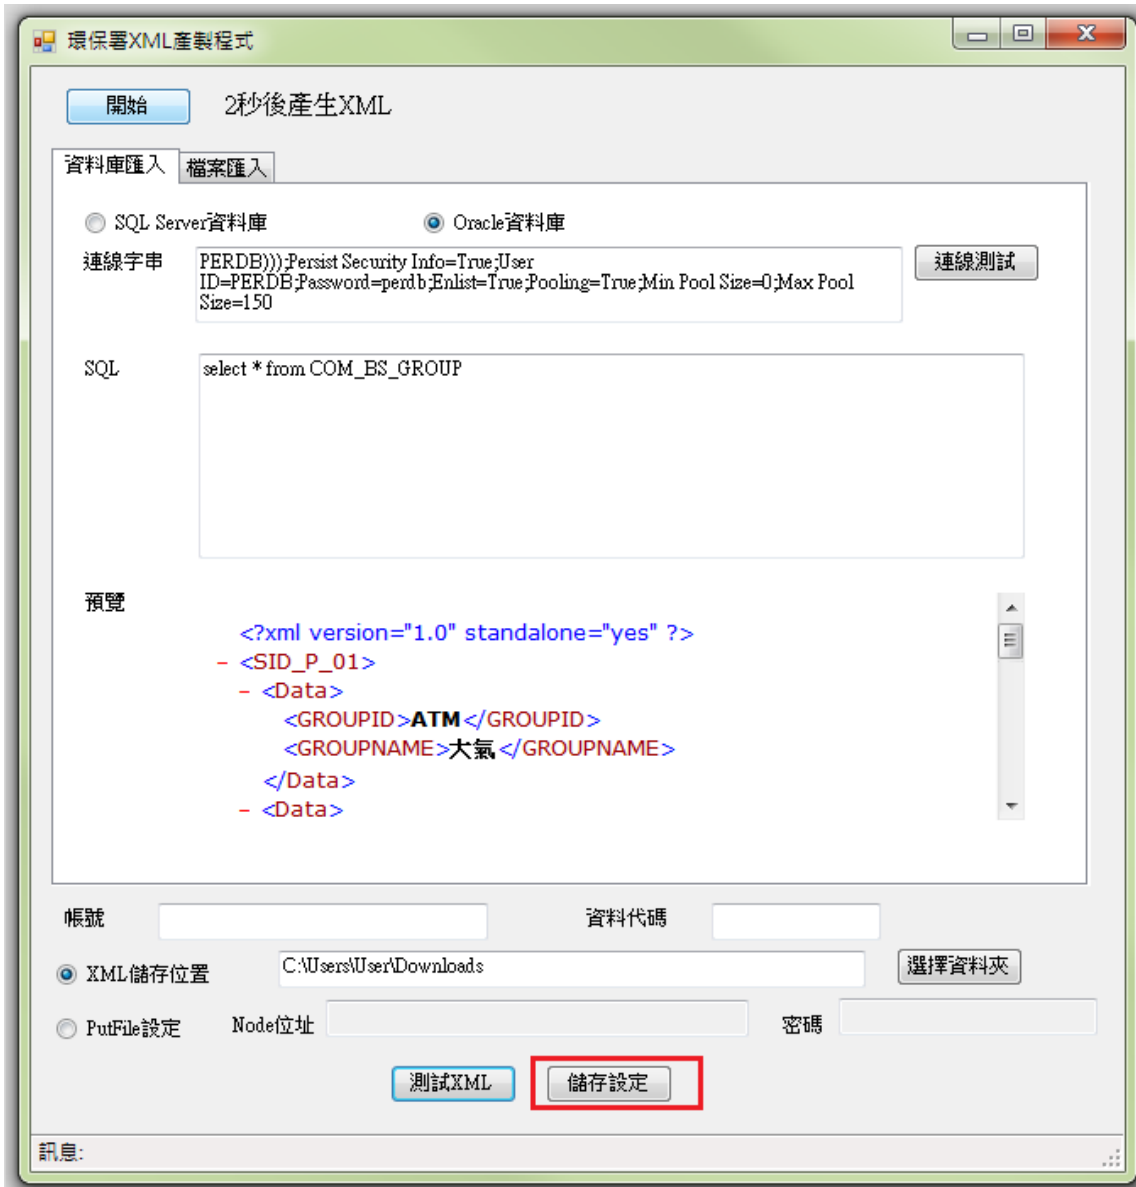 環保署XML產製程式
開始 2秒後產生XML
資料庫匯入 檔案匯入
SQL Server資料庫 Oracle資料庫
連線字串 PERDB)));Persist Security Info=True;User 連線測試
ID=PERDB;Password=perdb;Enlist=True;Pooling=True;Min Pool Size=0;Max Pool
Size=150
SQL select * from COM_BS_GROUP
預覽
<?xml version="1.0" standalone="yes" ?>
- <SID_P_01>
- <Data>
<GROUPID>ATM</GROUPID>
<GROUPNAME>大氣</GROUPNAME>
</Data>
- <Data>
帳號 資料代碼
XML儲存位置 C:\Users\User\Downloads 選擇資料夾
PutFile設定 Node位址 密碼
測試XML 儲存設定
訊息: